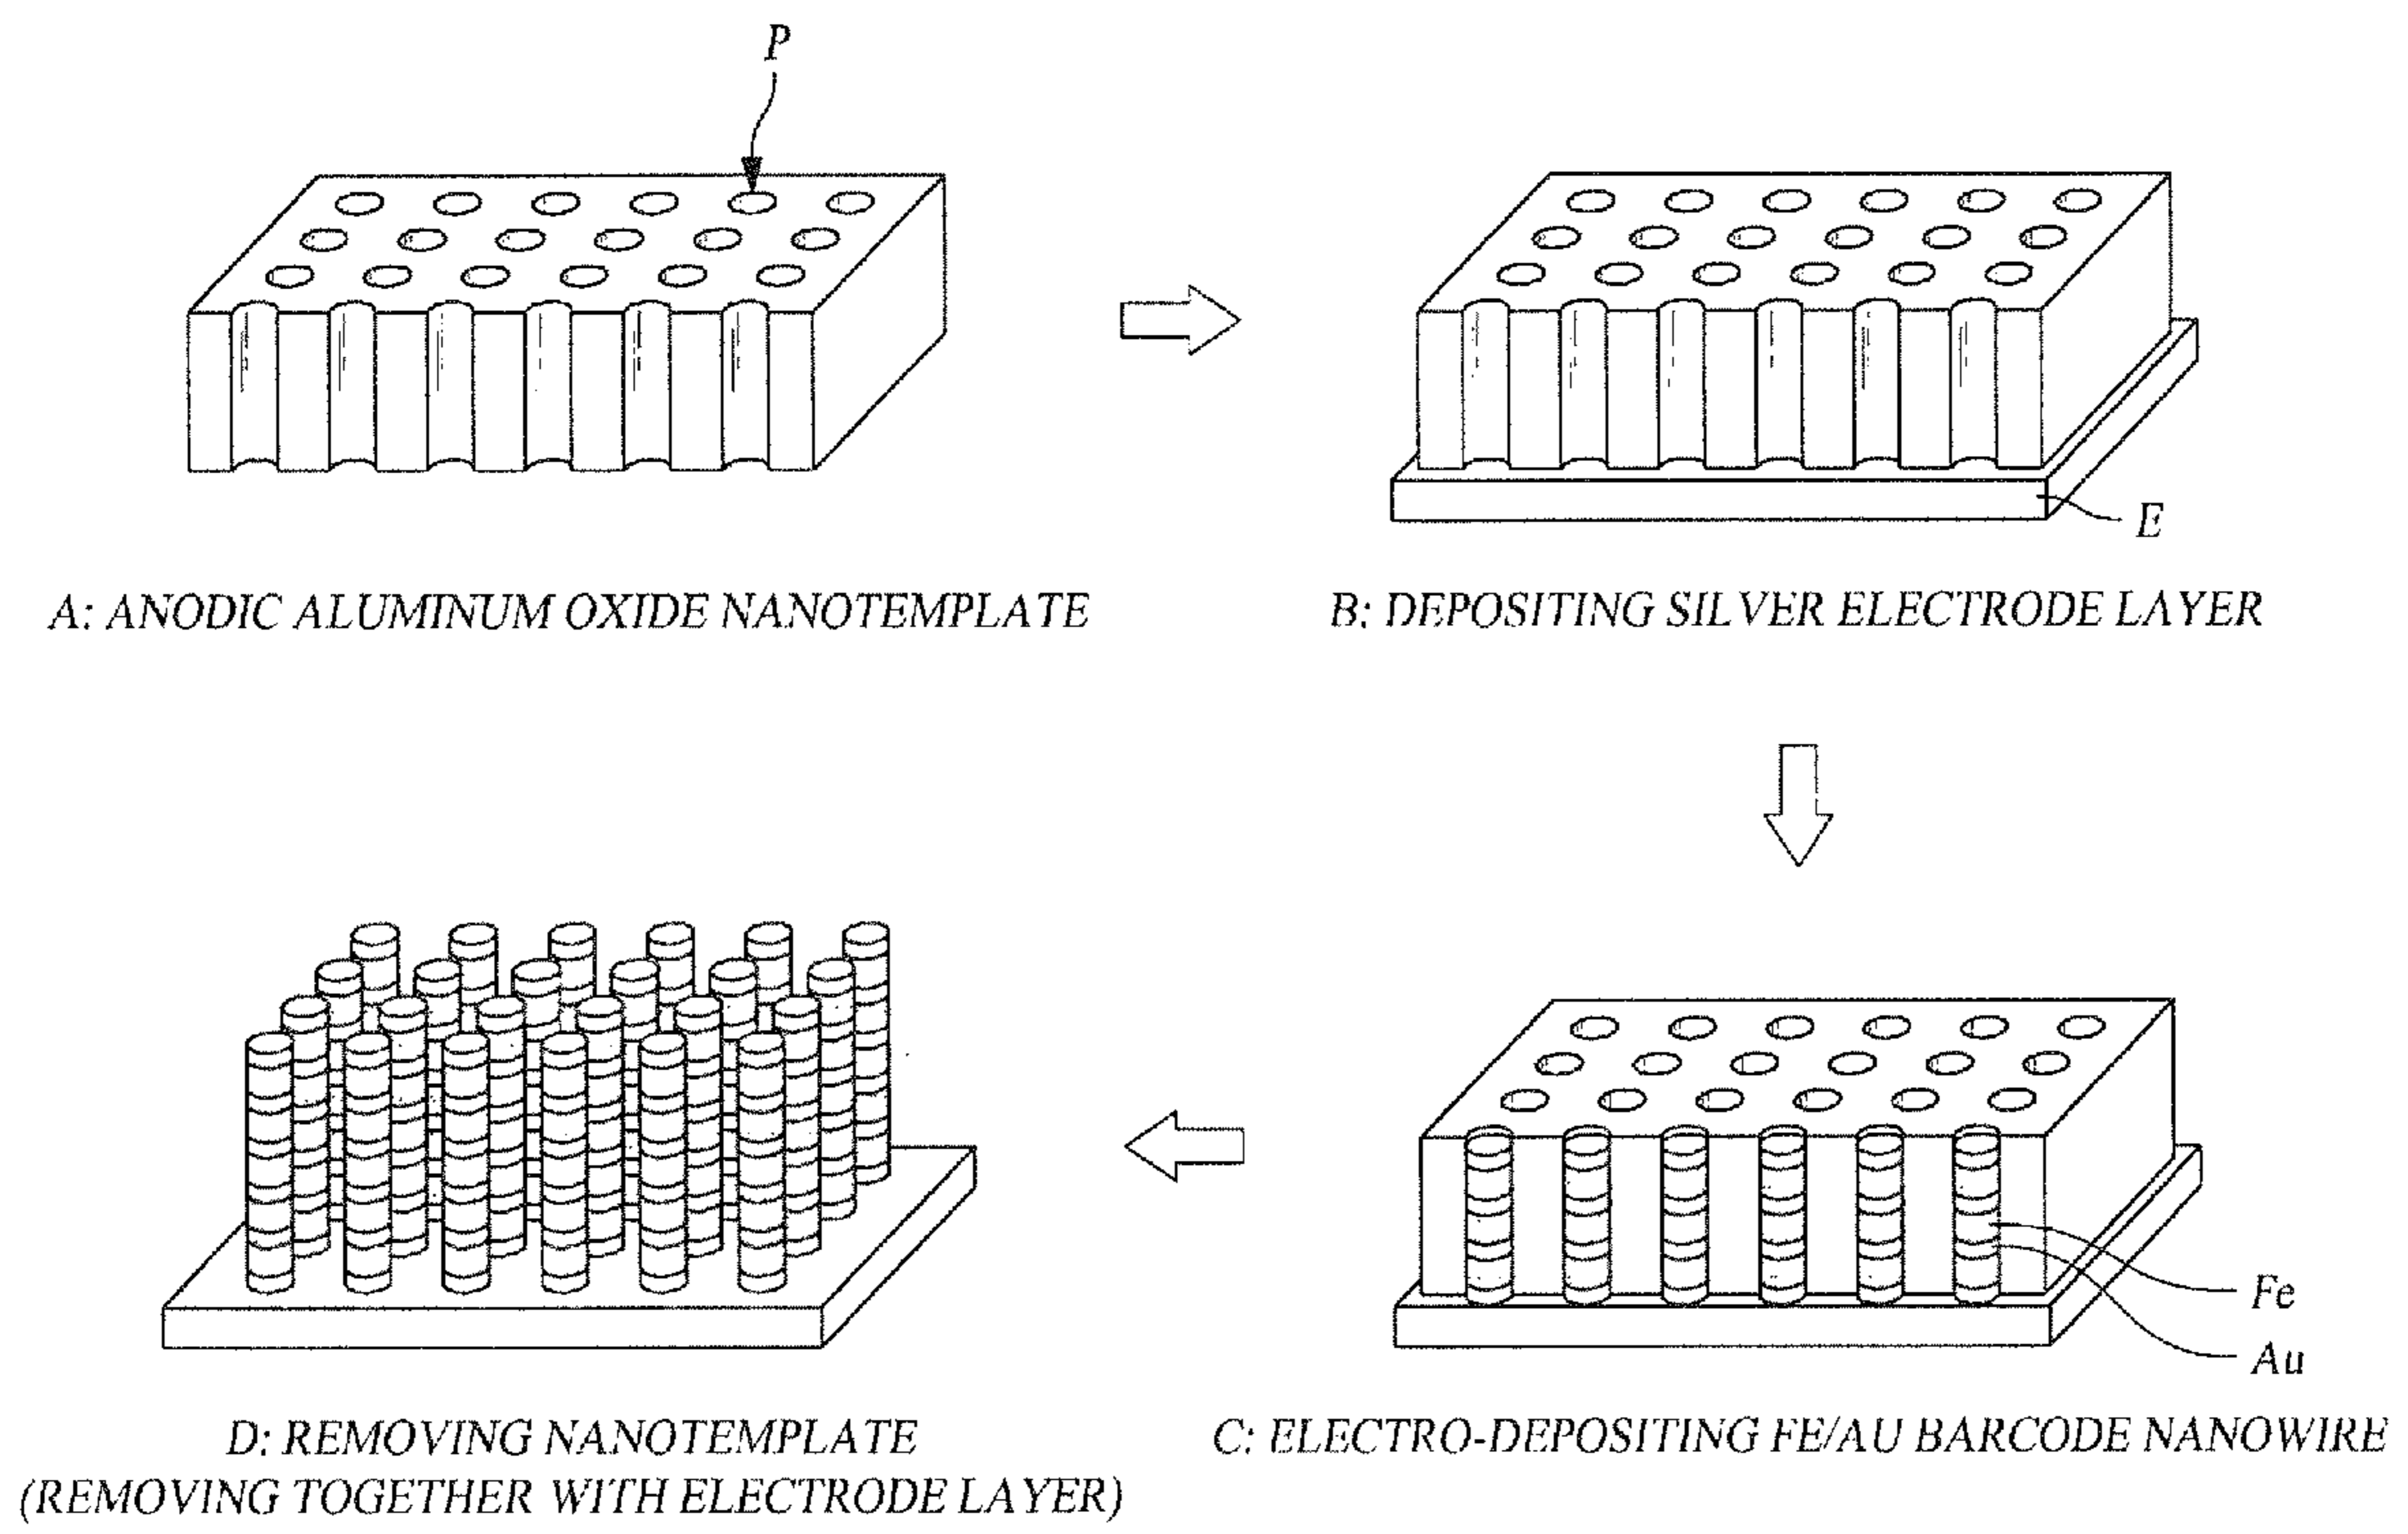 P
E
A: ANODIC ALUMINUM OXIDE NANOTEMPLATE
B: DEPOSITING SILVER ELECTRODE LAYER
Fe
Au
D: REMOVING NANOTEMPLATE
(REMOVING TOGETHER WITH ELECTRODE LAYER)
C: ELECTRO-DEPOSITING FE/AU BARCODE NANOWIRE